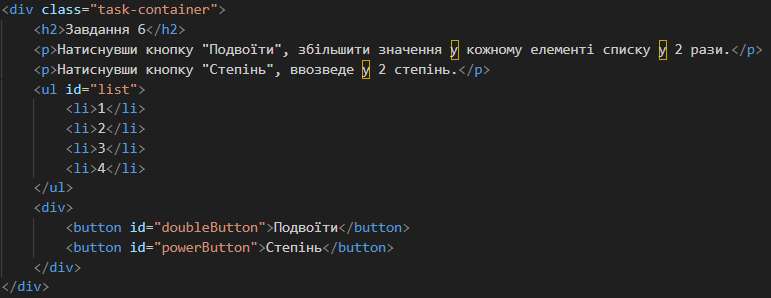 <div class="task-container">
<h2>Завдання 6</h2>
<p>Натиснувши кнопку "Подвоїти", збільшити значення у кожному елементі списку у 2 рази.</p>
<p>Натиснувши кнопку "Степінь", ввозведе у 2 степінь.</p>
<ul id="list">
<li>1</li>
<li>2</li>
<li>3</li>
<li>4</li>
</ul>
<div>
<button id="doubleButton">Подвоїти</button>
<button id="powerButton">Степінь</button>
</div>
</div>